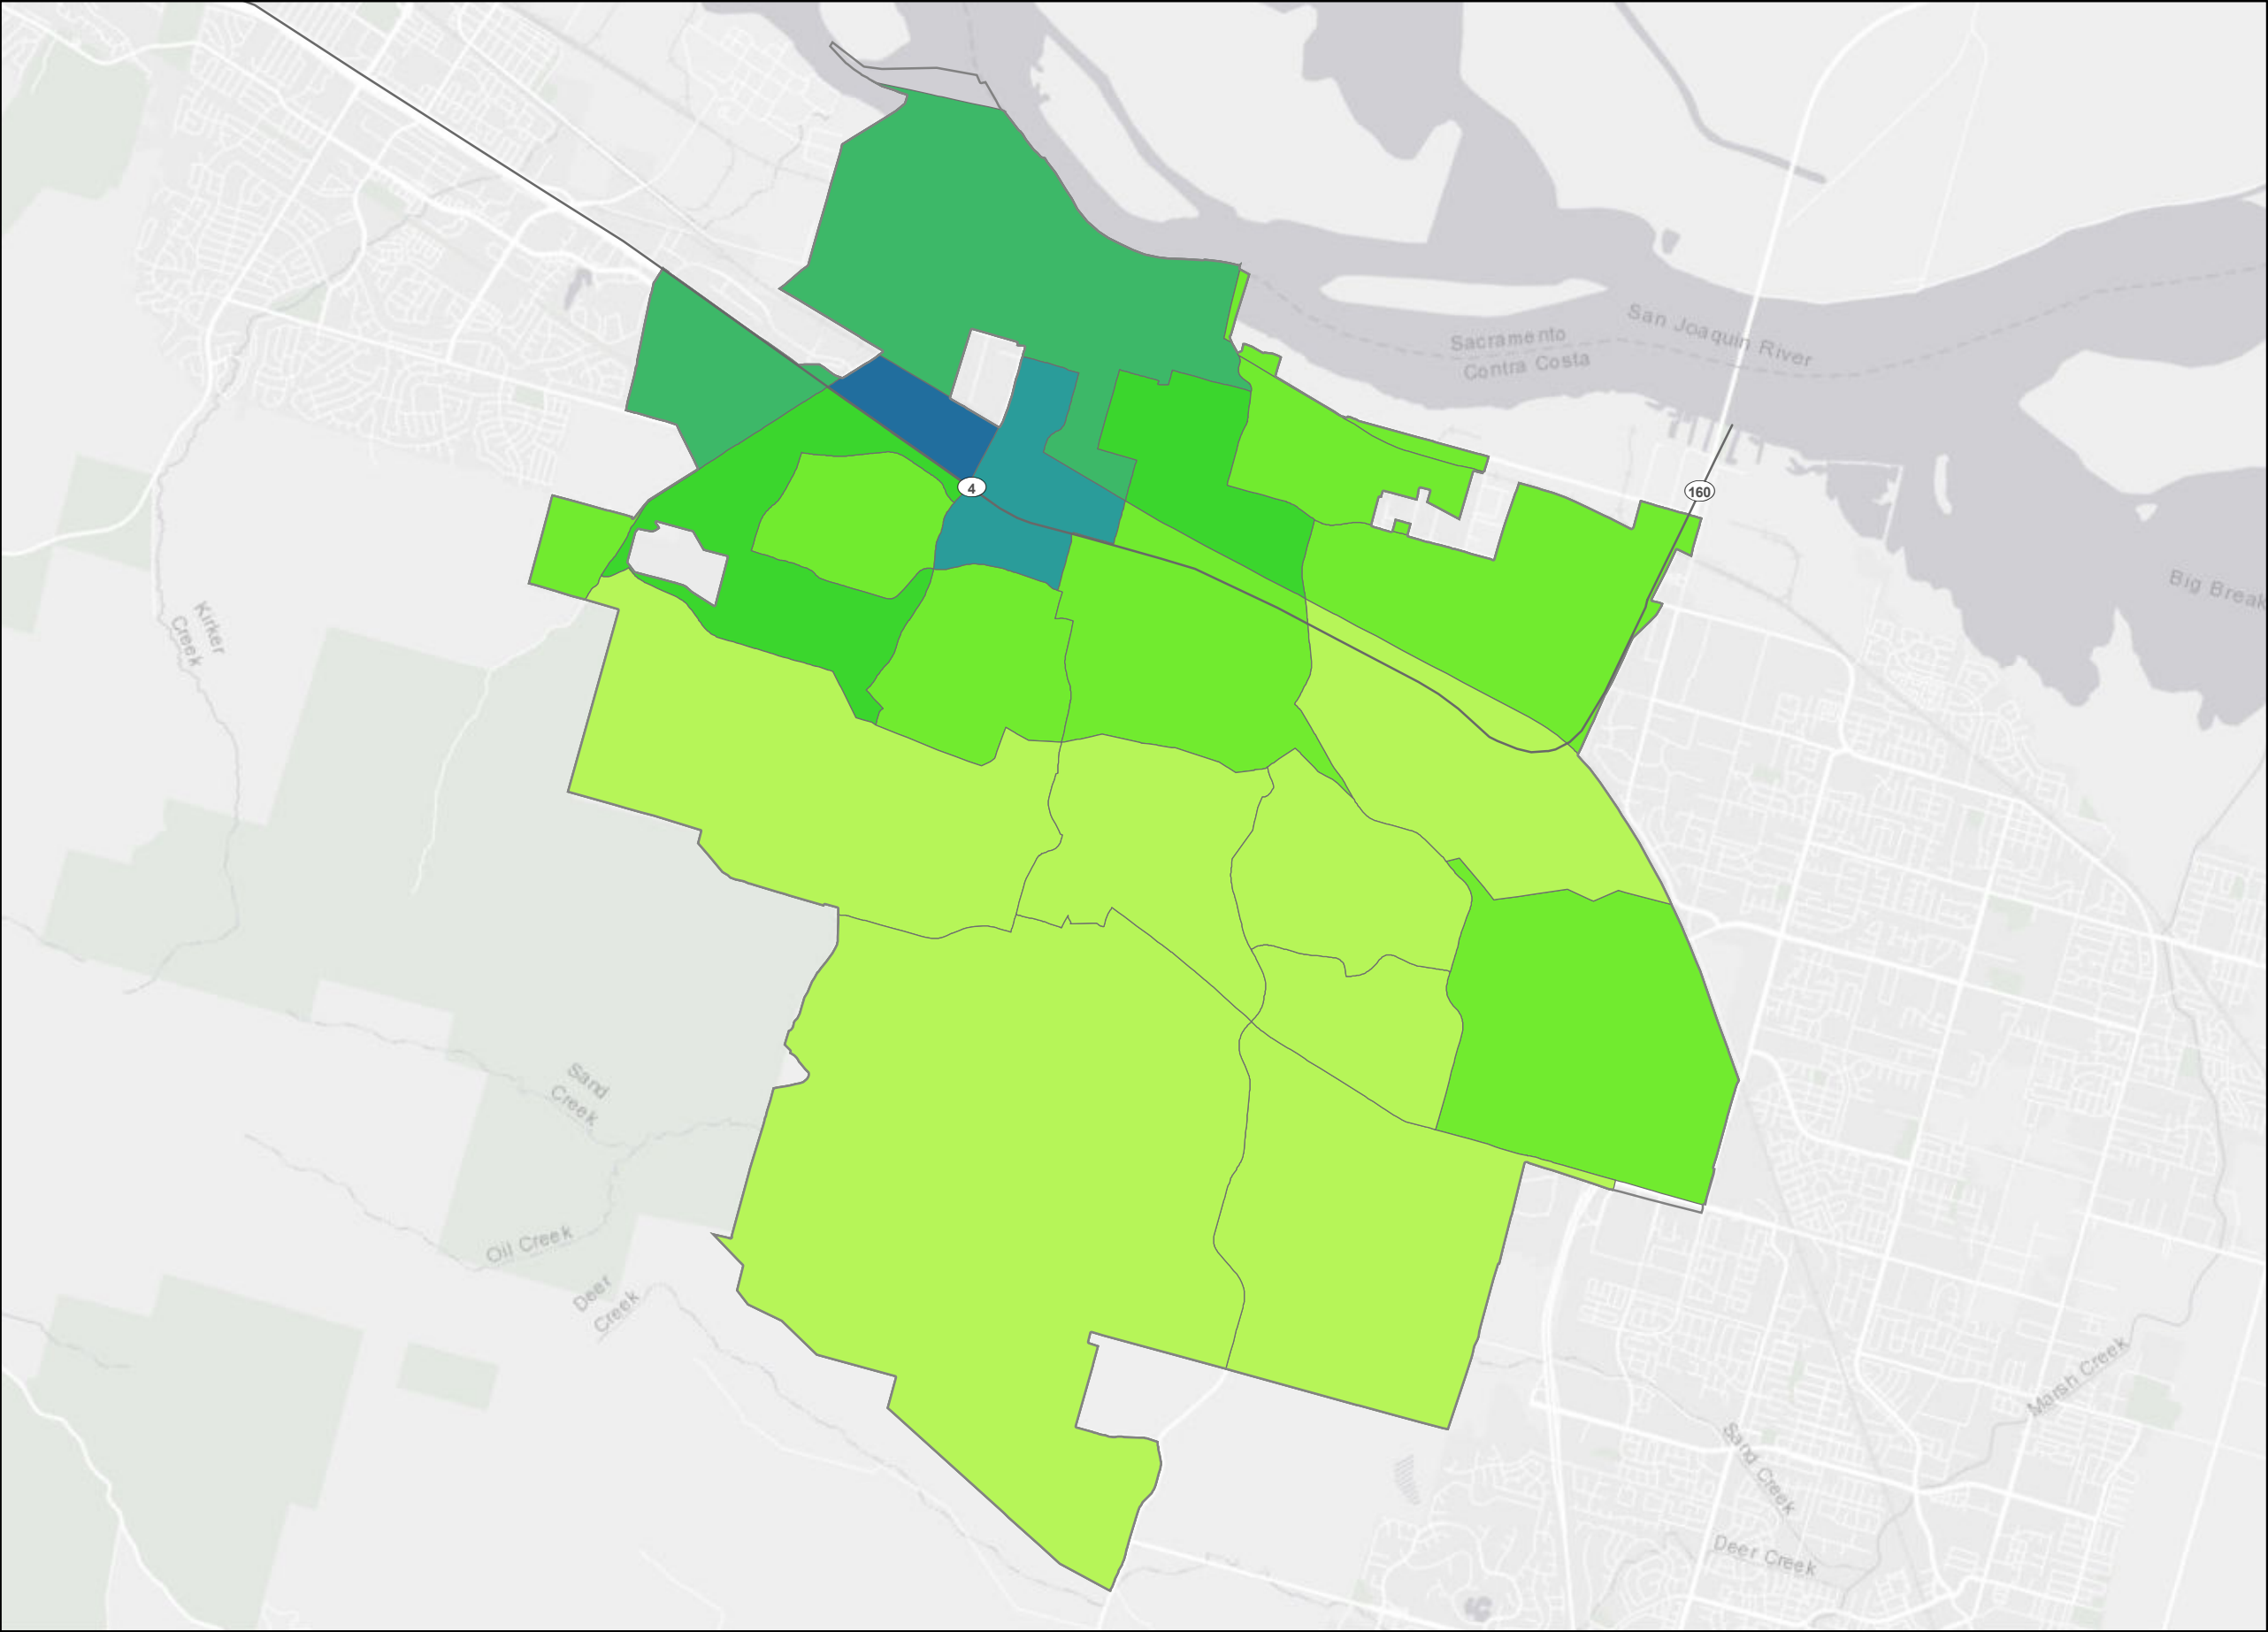 San Joaquin River
Sacramento
Contra Costa
4
160
Big Break
Kirker
Creek
Sand
Creek
Oil Creek
Deer
Creek
Marsh Creek
Sand Creek
Deer Creek